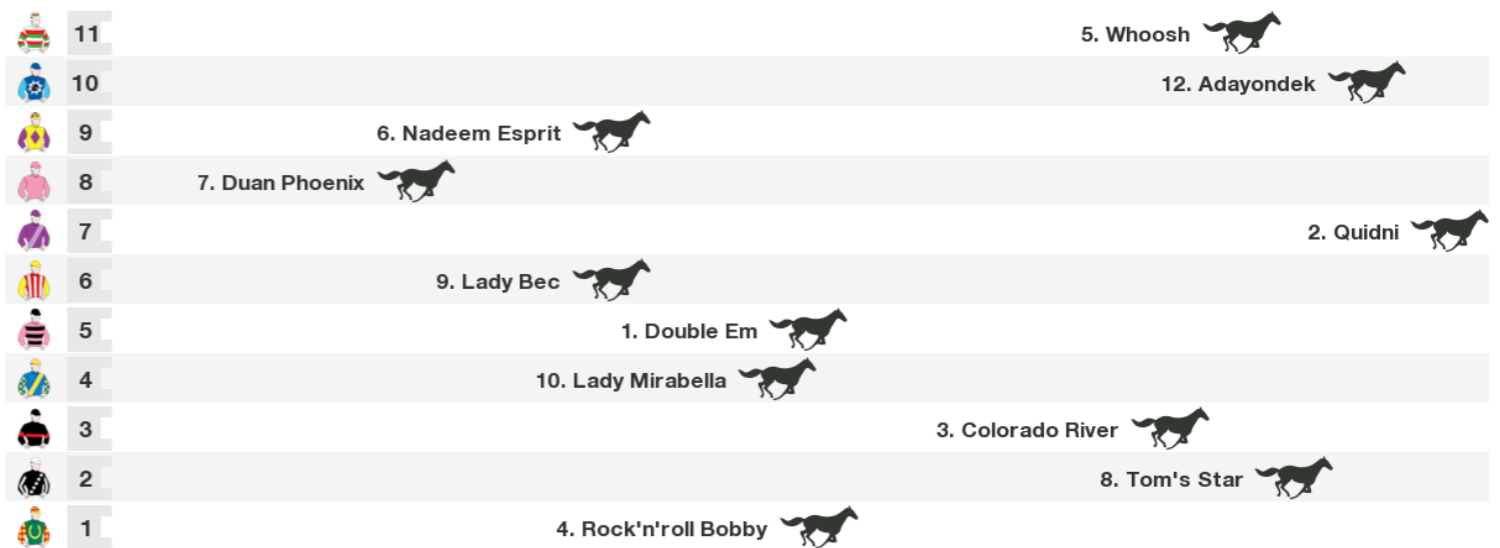 11 5. Whoosh
10 12. Adayondek
9 6. Nadeem Esprit
8 7. Duan Phoenix
7 2. Quidni
6 9. Lady Bec
5 1. Double Em
4 10. Lady Mirabella
3 3. Colorado River
2 8. Tom's Star
1 4. Rock'n'roll Bobby